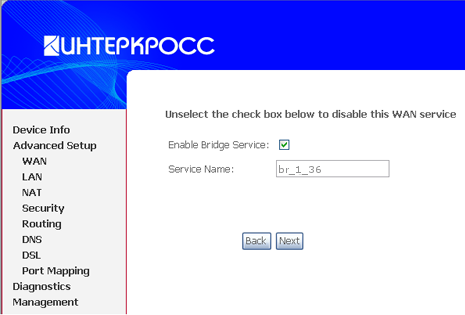 ИНТЕРКРОСС
Unselect the check box below to disable this WAN service
Enable Bridge Service:
Service Name: br_1_36
Back Next
Device Info
Advanced Setup
WAN
LAN
NAT
Security
Routing
DNS
DSL
Port Mapping
Diagnostics
Management